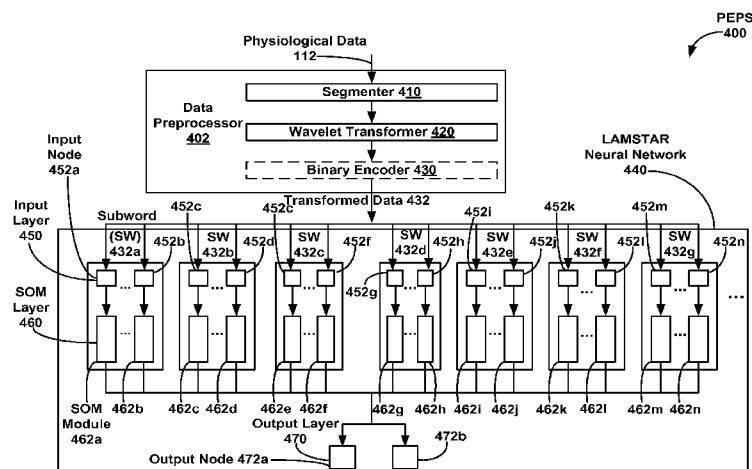 PEPS
400
Physiological Data
112
Segmenter 410
Data
Preprocessor
402
Wavelet Transformer 420
Binary Encoder 430
Transformed Data 432
LAMSTAR
Neural Network
440
Input
Node
452a
Input
Layer
450
SOM
Layer
460
Subword
(SW)
432a
452b
452c
SW
432b
452d
452c
SW
432c
452f
SW
432d
452g
452h
452i
SW
432e
452j
452k
SW
432f
452l
452m
SW
432g
452n
... ... ... ... ... ... ... ...
... ... ... ... ... ... ...
SOM
Module
462a
462b
462c
462d
462e
462f
462g
462h
462i
462j
462k
462l
462m
462n
Output Layer
470
Output Node 472a
472b